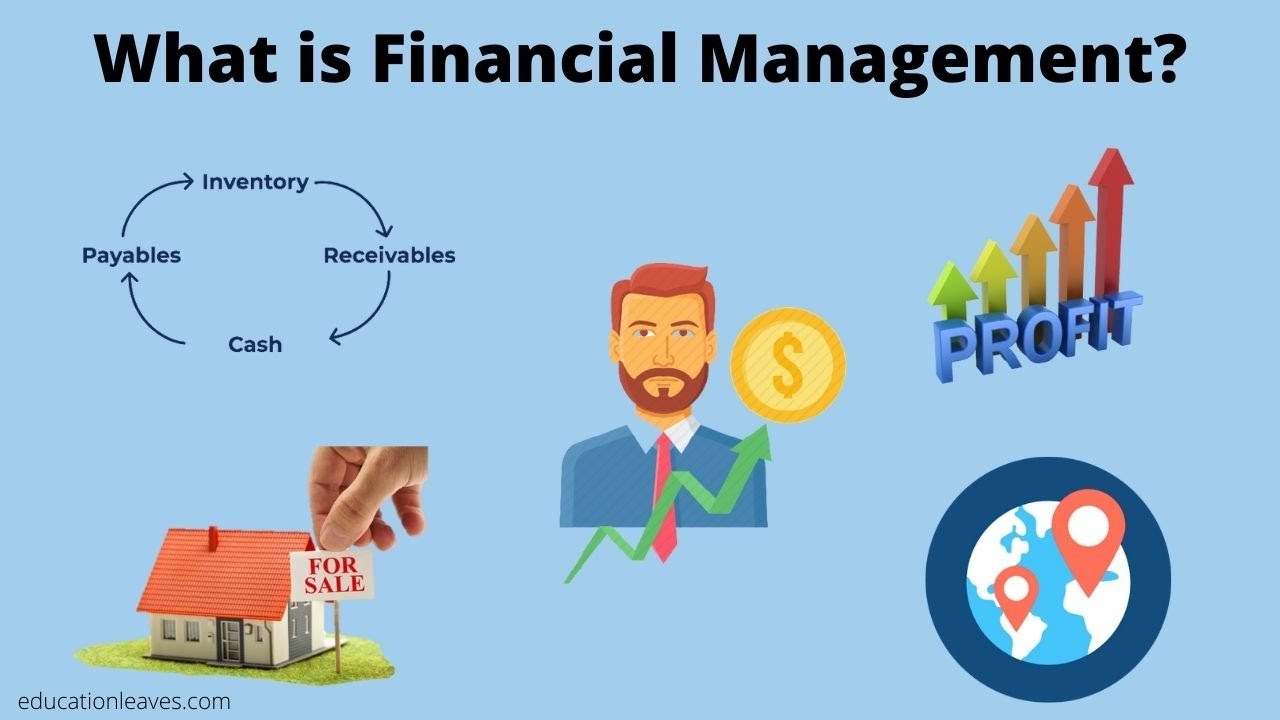 What is Financial Management?
Inventory
Payables
Receivables
Cash
PROFIT
FOR
SALE
$
educationleaves.com